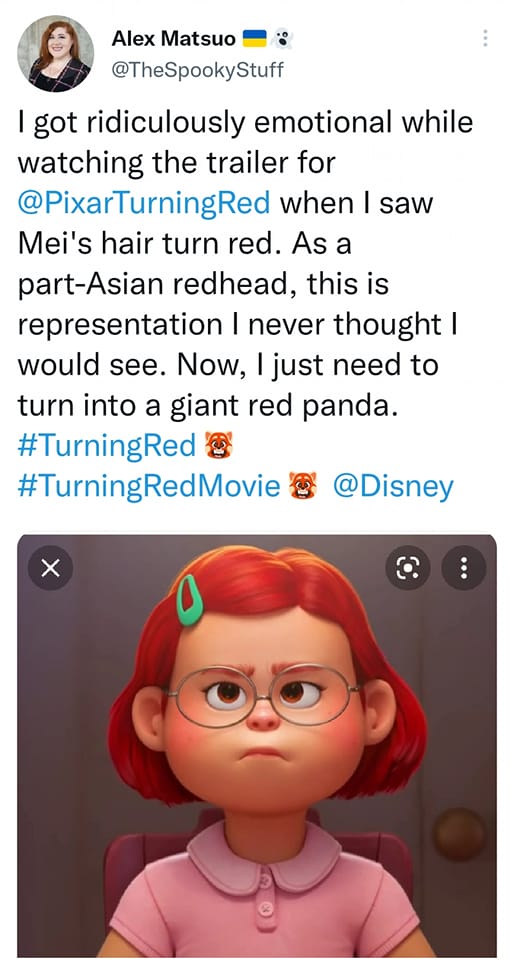 Alex Matsuo 🇺🇦👻
@TheSpookyStuff
I got ridiculously emotional while
watching the trailer for
@PixarTurningRed when I saw
Mei's hair turn red. As a
part-Asian redhead, this is
representation I never thought I
would see. Now, I just need to
turn into a giant red panda.
#TurningRed
#TurningRedMovie @Disney